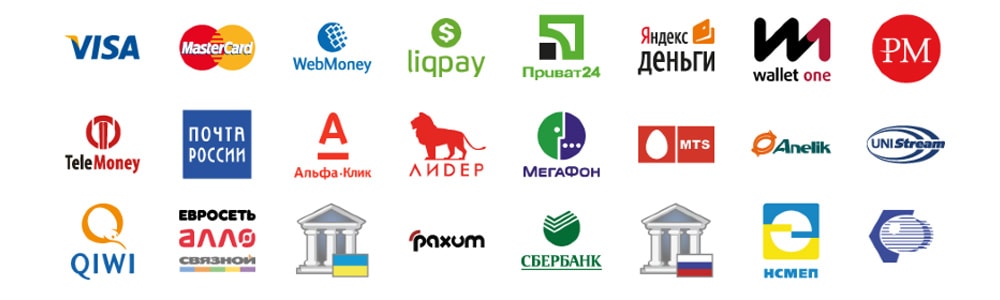 VISA
MasterCard
WebMoney
liqpay
Приват24
Яндекс
деньги
wallet one
PM
TeleMoney
ПОЧТА
РОССИИ
А
Альфа·Клик
ЛИДЕР
МЕГАФОН
MTS
Anelik
UNIStream
QIWI
ЕВРОСЕТЬ
АЛЛО
СВЯЗНОЙ
paxum
СБЕРБАНК
НСМЕП